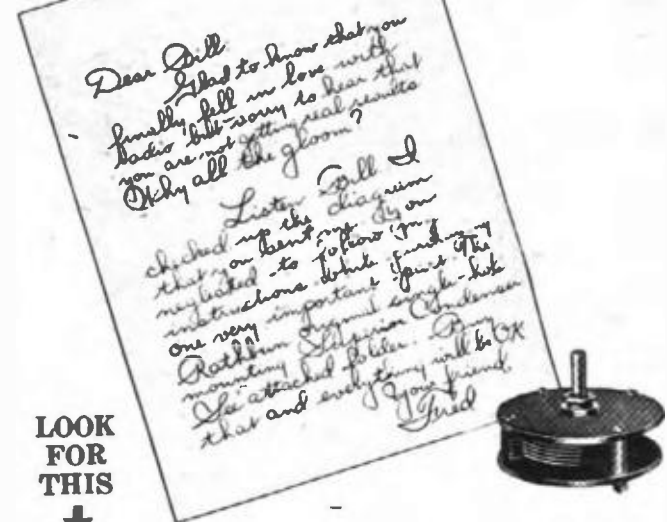 Dear Bill
Glad to know that you
finally fell in love with
radio but sorry to hear that
you are not getting real results
Why all the gloom?
Listen Bill I
checked up the diagram
that you sent me. You
neglected to follow my
instructions while purchasing
one very important part "The
Rathbun Original single-hole
mounting Superior Condenser
See attached folder. Buy
that and everything will be OK
Your friend
Fred
LOOK
FOR
THIS